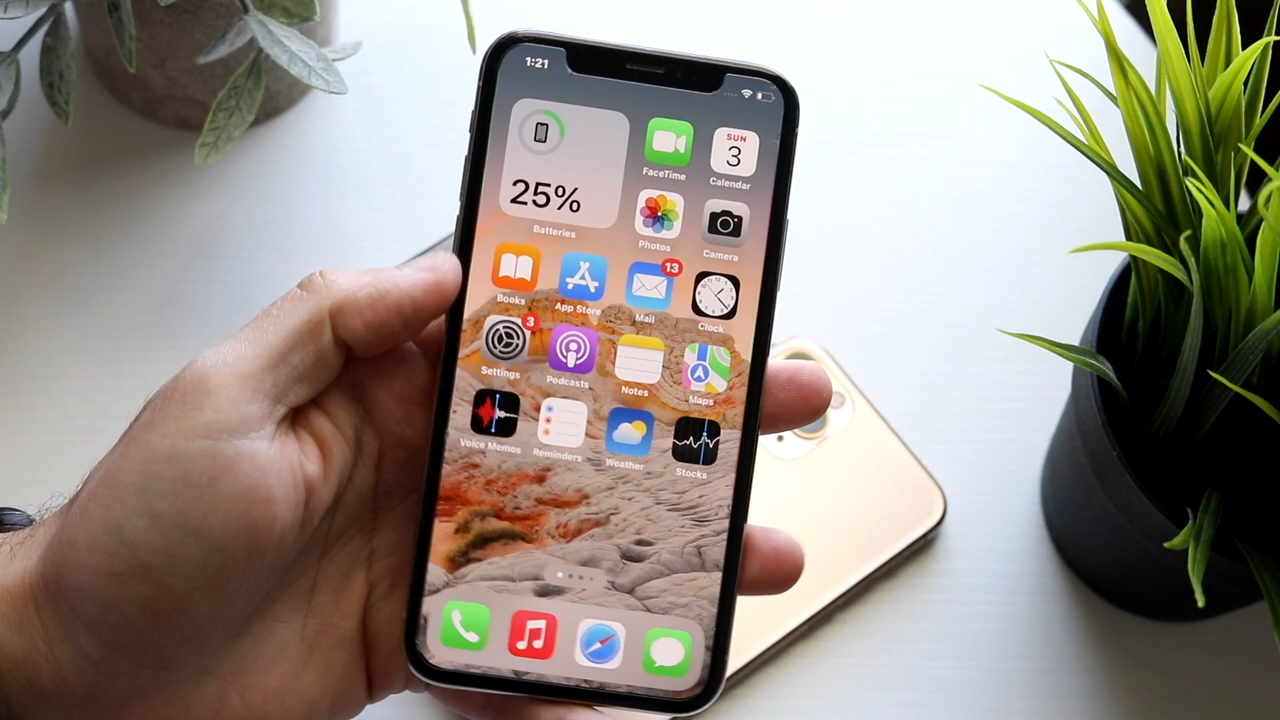 1:21
25%
Batteries
FaceTime
SUN
3
Calendar
Photos
Camera
Books
App Store
13
Mail
Clock
3
Settings
Podcasts
Notes
Maps
Voice Memos
Reminders
Weather
Stocks